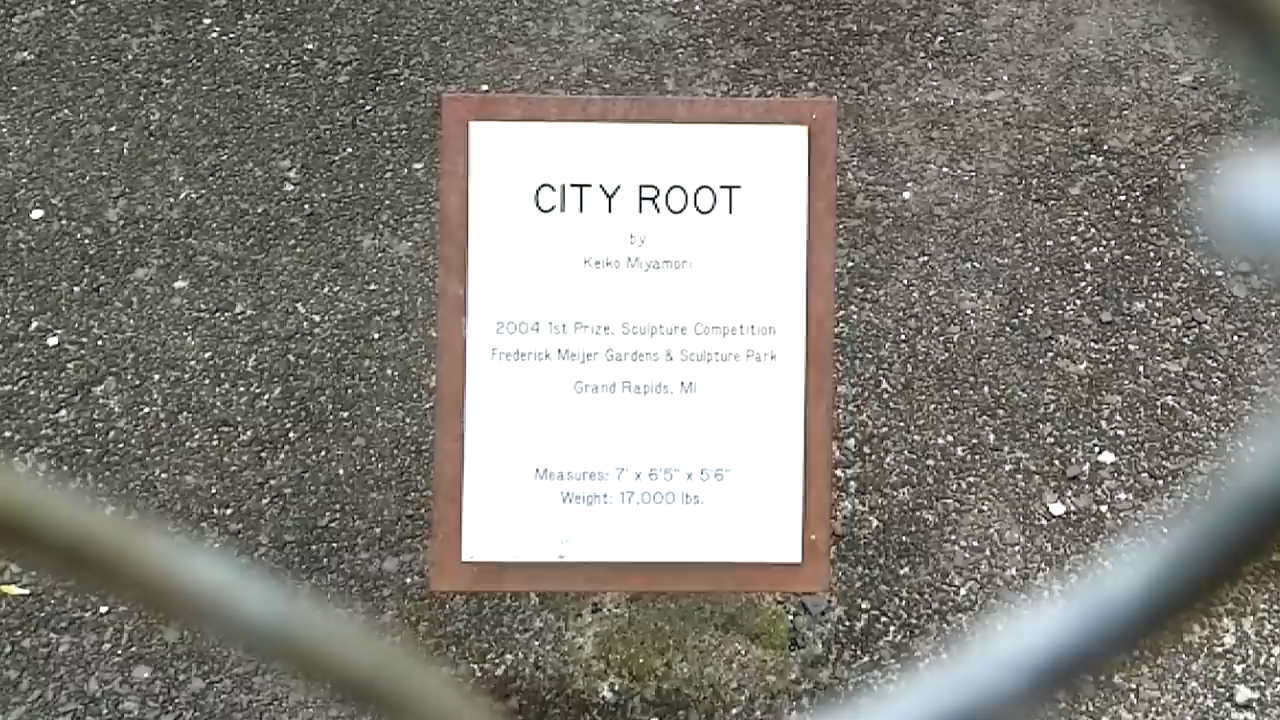 CITY ROOT
by
Keiko Miyamori
2004 1st Prize, Sculpture Competition
Frederick Meijer Gardens & Sculpture Park
Grand Rapids, MI
Measures: 7' x 6'5" x 5'6"
Weight: 17,000 lbs.